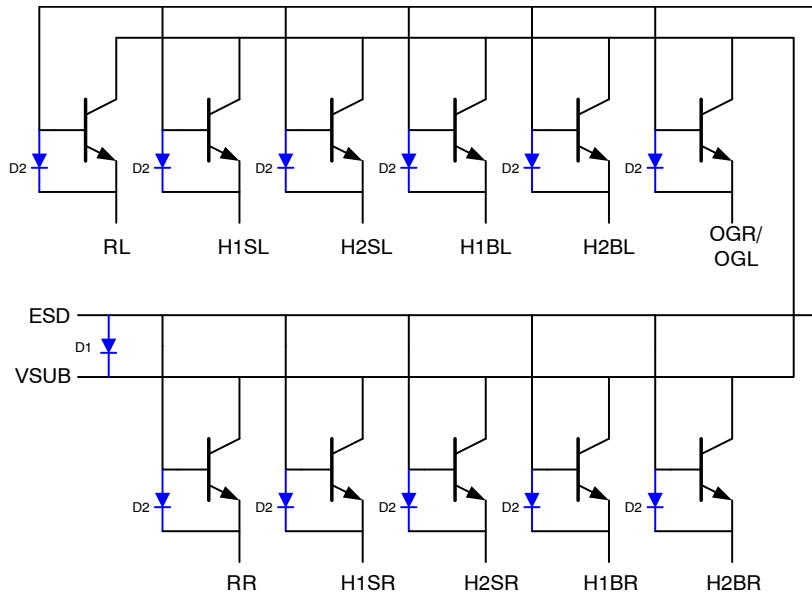 D2 D2 D2 D2 D2 D2
RL H1SL H2SL H1BL H2BL OGR/
OGL
ESD
D1
VSUB
D2 D2 D2 D2 D2
RR H1SR H2SR H1BR H2BR